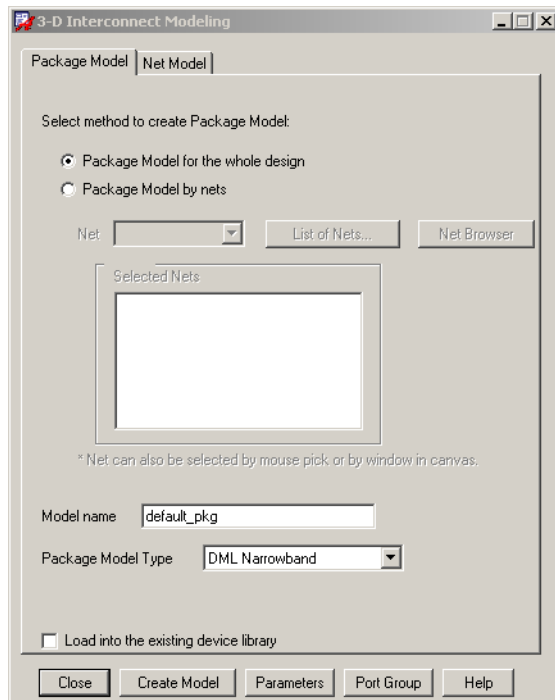 3-D Interconnect Modeling
Package Model Net Model
Select method to create Package Model:
Package Model for the whole design
Package Model by nets
Net List of Nets... Net Browser
Selected Nets
* Net can also be selected by mouse pick or by window in canvas.
Model name default_pkg
Package Model Type DML Narrowband
Load into the existing device library
Close Create Model Parameters Port Group Help